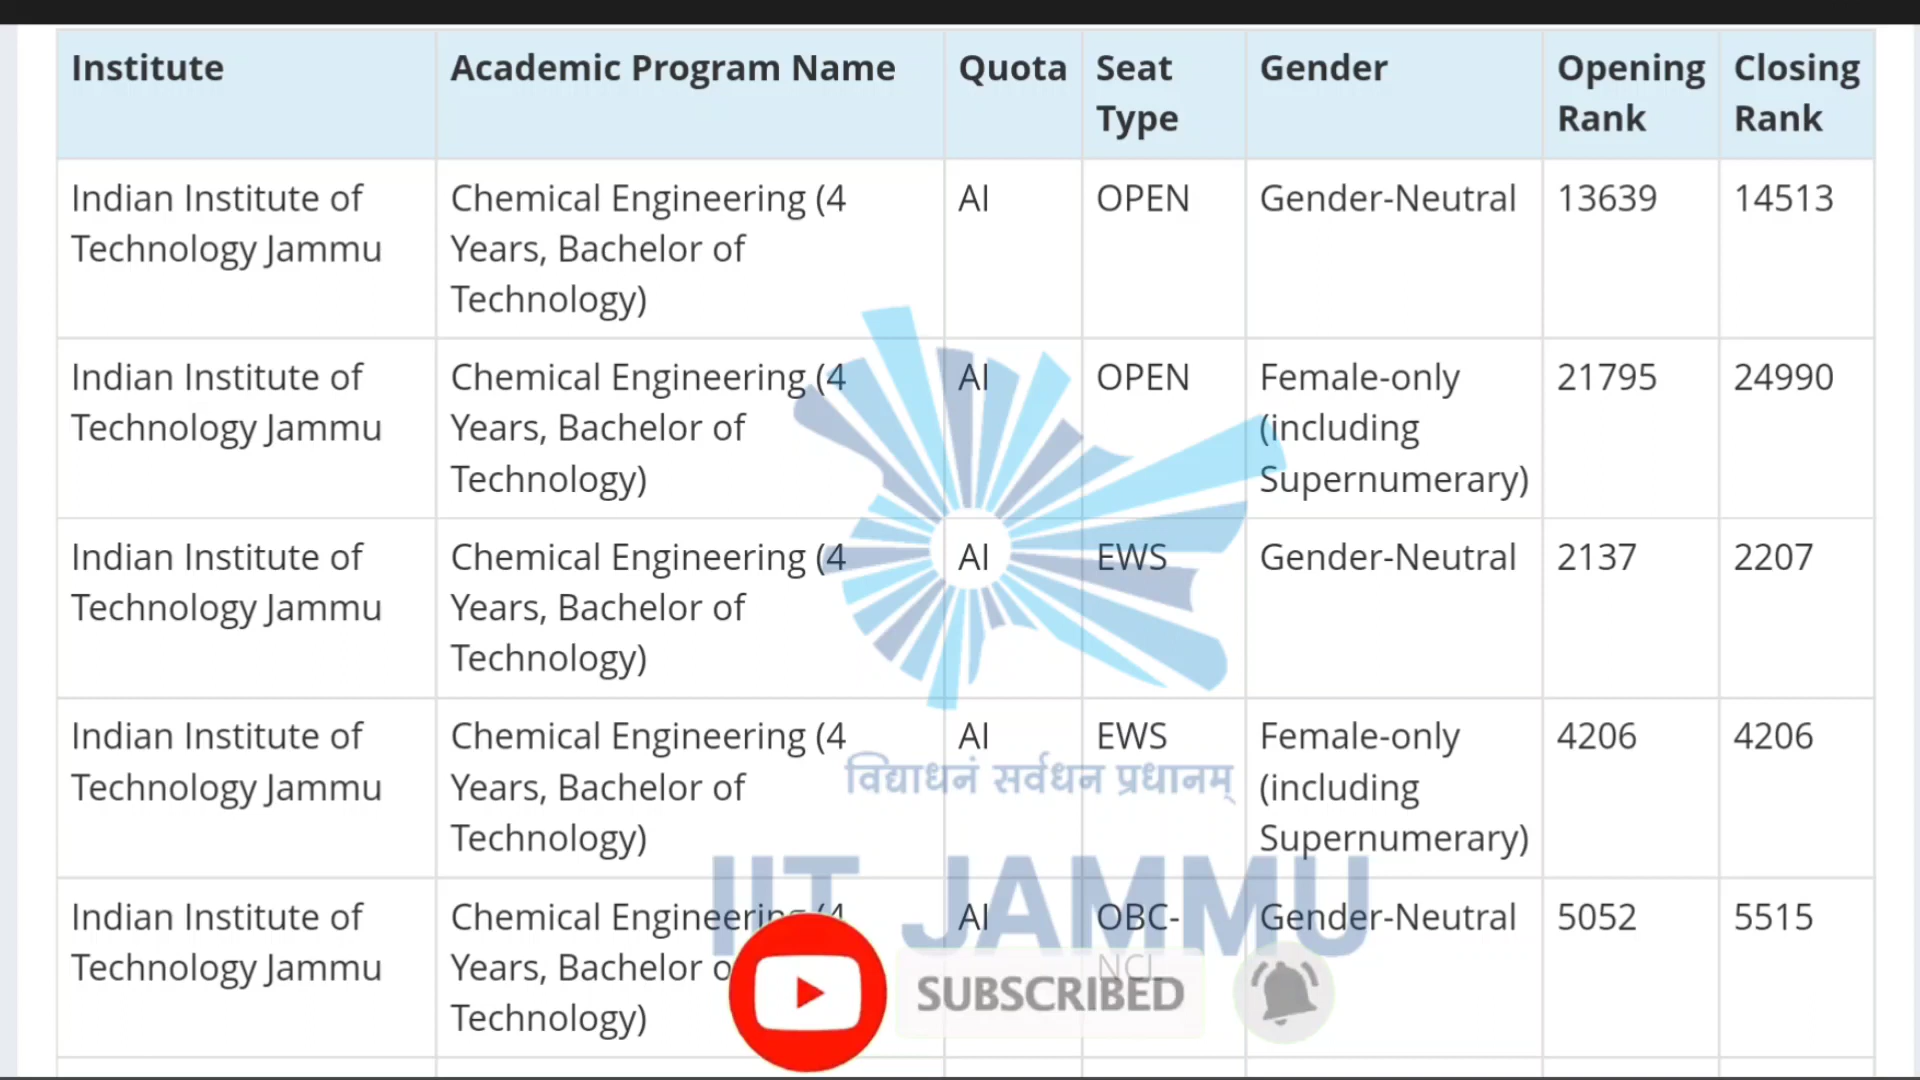 Institute Academic Program Name Quota Seat Type Gender Opening Rank Closing Rank
Indian Institute of Technology Jammu Chemical Engineering (4 Years, Bachelor of Technology) AI OPEN Gender-Neutral 13639 14513
Indian Institute of Technology Jammu Chemical Engineering (4 Years, Bachelor of Technology) AI OPEN Female-only (including Supernumerary) 21795 24990
Indian Institute of Technology Jammu Chemical Engineering (4 Years, Bachelor of Technology) AI EWS Gender-Neutral 2137 2207
Indian Institute of Technology Jammu Chemical Engineering (4 Years, Bachelor of Technology) AI EWS Female-only (including Supernumerary) 4206 4206
विद्याधनं सर्वधन प्रधानम्
IIT JAMMU
Indian Institute of Technology Jammu Chemical Engineering (4 Years, Bachelor o Technology) AI OBC-NCL Gender-Neutral 5052 5515
SUBSCRIBED